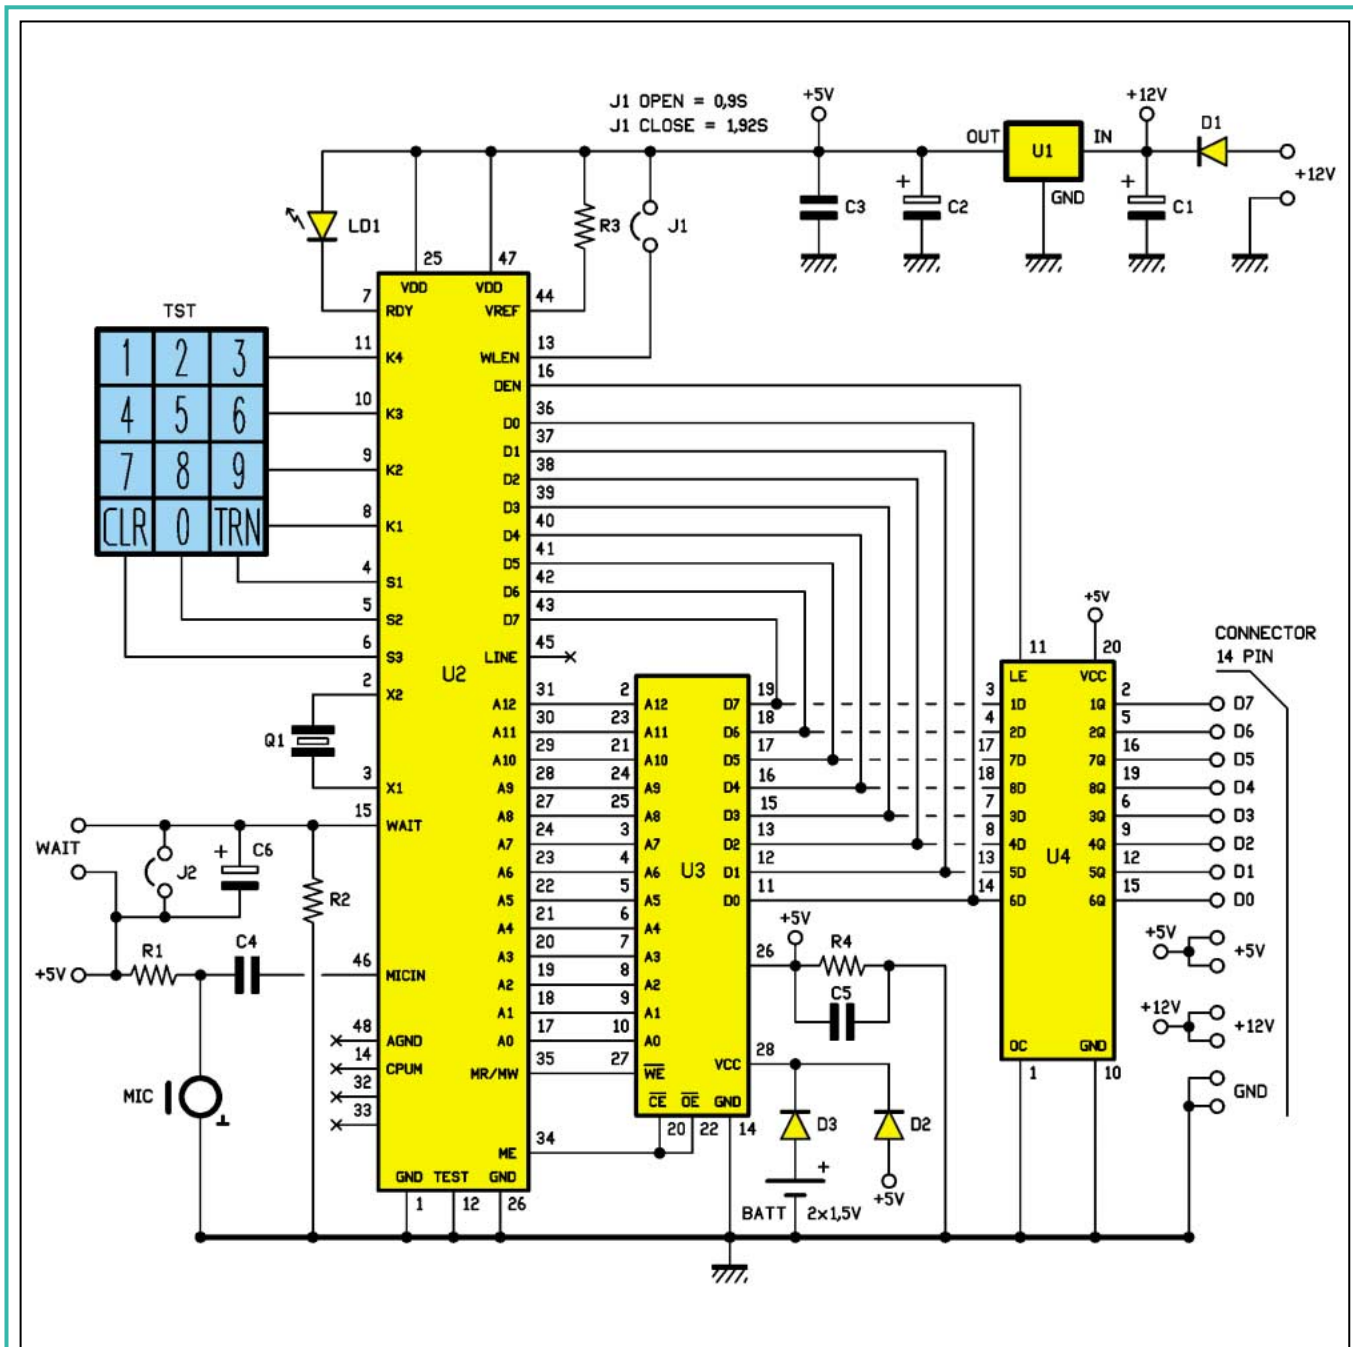 J1 OPEN = 0,9S
J1 CLOSE = 1,92S
+5V
+12V
D1
OUT
U1
IN
GND
+12V
C3
+
C2
+
C1
LD1
R3
J1
25
47
VDD
VDD
7
RDY
VREF
44
TST
1 2 3
4 5 6
7 8 9
CLR 0 TRN
11
K4
WLEN
13
10
K3
DEN
16
9
K2
D0
36
8
K1
D1
37
4
S1
D2
38
5
S2
D3
39
6
S3
D4
40
D5
41
D6
42
D7
43
LINE
45
U2
2
X2
Q1
3
X1
15
WAIT
WAIT
J2
+
C6
R2
+5V
R1
C4
46
MICIN
48
AGND
14
CPUM
32
33
MIC
GND
TEST
GND
1
12
26
A12 31 2 A12
A11 30 23 A11
A10 29 21 A10
A9 28 24 A9
A8 27 25 A8
A7 24 3 A7
A6 23 4 A6
A5 22 5 A5
A4 21 6 A4
A3 20 7 A3
A2 19 8 A2
A1 18 9 A1
A0 17 10 A0
MR/MW 35 27 WE
ME 34
U3
D7 19
D6 18
D5 17
D4 16
D3 15
D2 13
D1 12
D0 11
26
VCC 28
CE
OE
GND
20
22
14
+5V
R4
C5
D3
D2
+5V
+
BATT
2×1,5V
+5V
11
20
LE
VCC
3 1D 1Q 2 D7
4 2D 2Q 5 D6
17 7D 7Q 16 D5
18 8D 8Q 19 D4
7 3D 3Q 6 D3
8 4D 4Q 9 D2
13 5D 5Q 12 D1
14 6D 6Q 15 D0
U4
OC
GND
1
10
CONNECTOR
14 PIN
+5V
+5V
+12V
+12V
GND